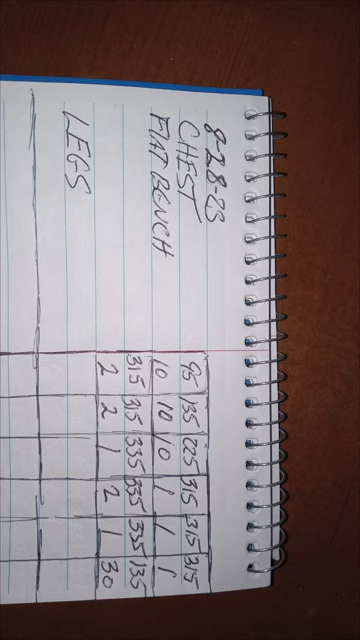 8-28-23
CHEST 95 135 225 315 315 315
FLAT BENCH 10 10 10 1 1 1
315 315 335 335 335 135
LEGS 2 2 1 2 1 30